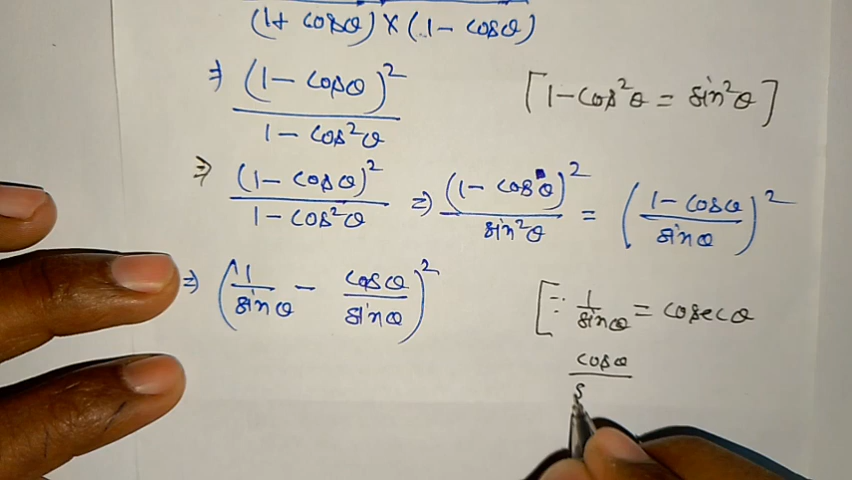 (1+ cosθ) × (1 - cosθ)
⇒ (1 - cosθ)² / 1 - cos²θ [1 - cos²θ = sin²θ]
⇒ (1 - cosθ)² / 1 - cos²θ ⇒ (1 - cosθ)² / sin²θ = (1 - cosθ / sinθ)²
⇒ (1 / sinθ - cosθ / sinθ)² [∵ 1 / sinθ = cosecθ
cosθ / s